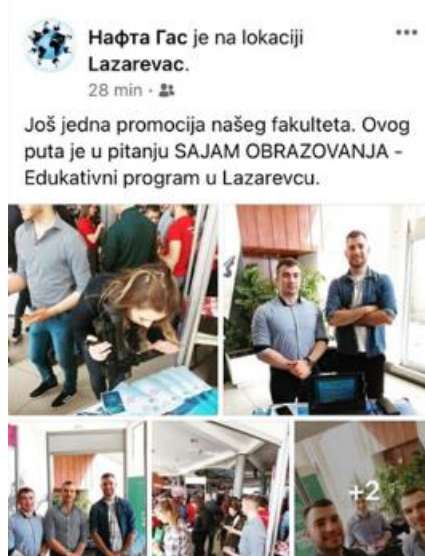 Нафта Гас je na lokaciji
Lazarevac.
28 min ·
Još jedna promocija našeg fakulteta. Ovog
puta je u pitanju SAJAM OBRAZOVANJA -
Edukativni program u Lazarevcu.
+2